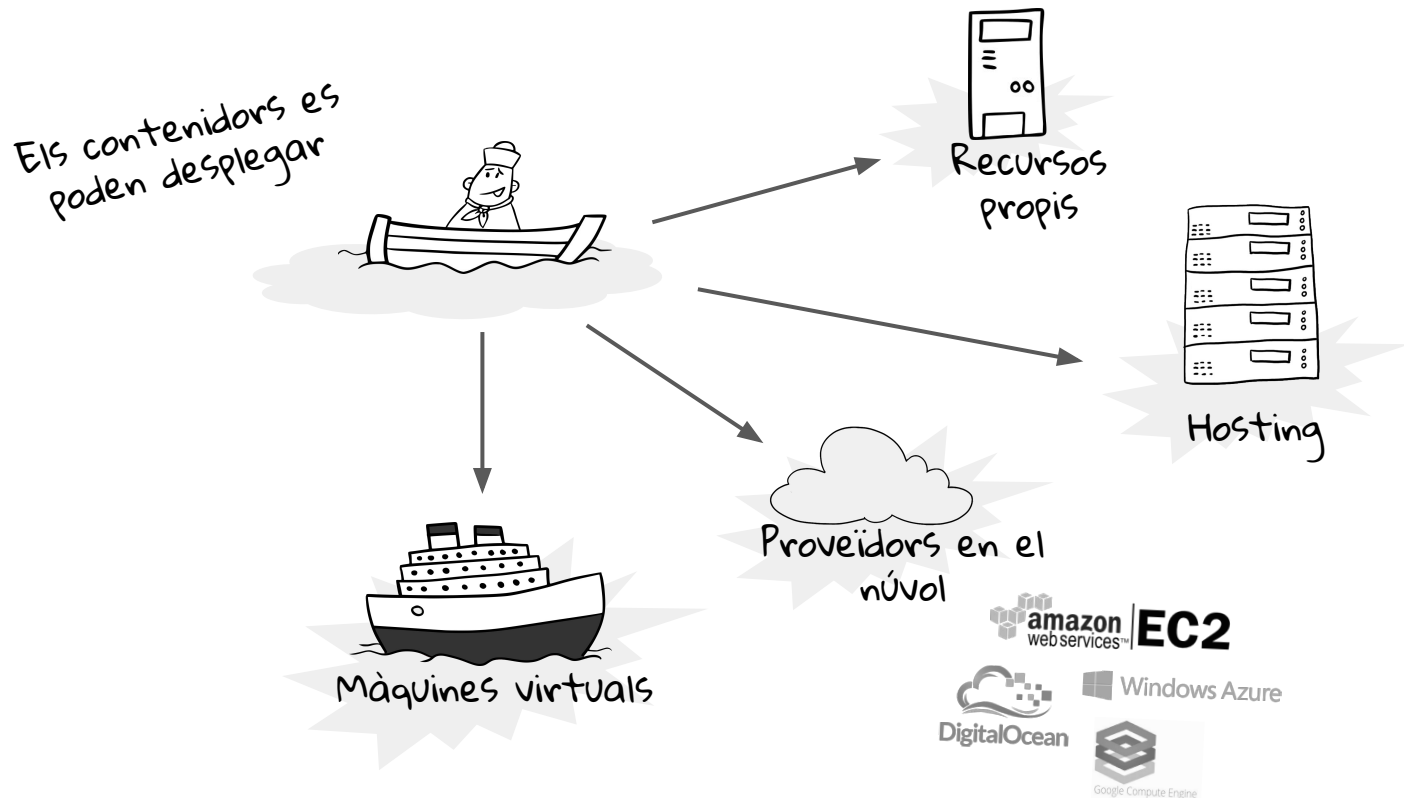 Els contenidors es
poden desplegar
Recursos
propis
Hosting
Proveïdors en el
núvol
Màquines virtuals
amazon
web services™
EC2
Windows Azure
DigitalOcean
Google Compute Engine